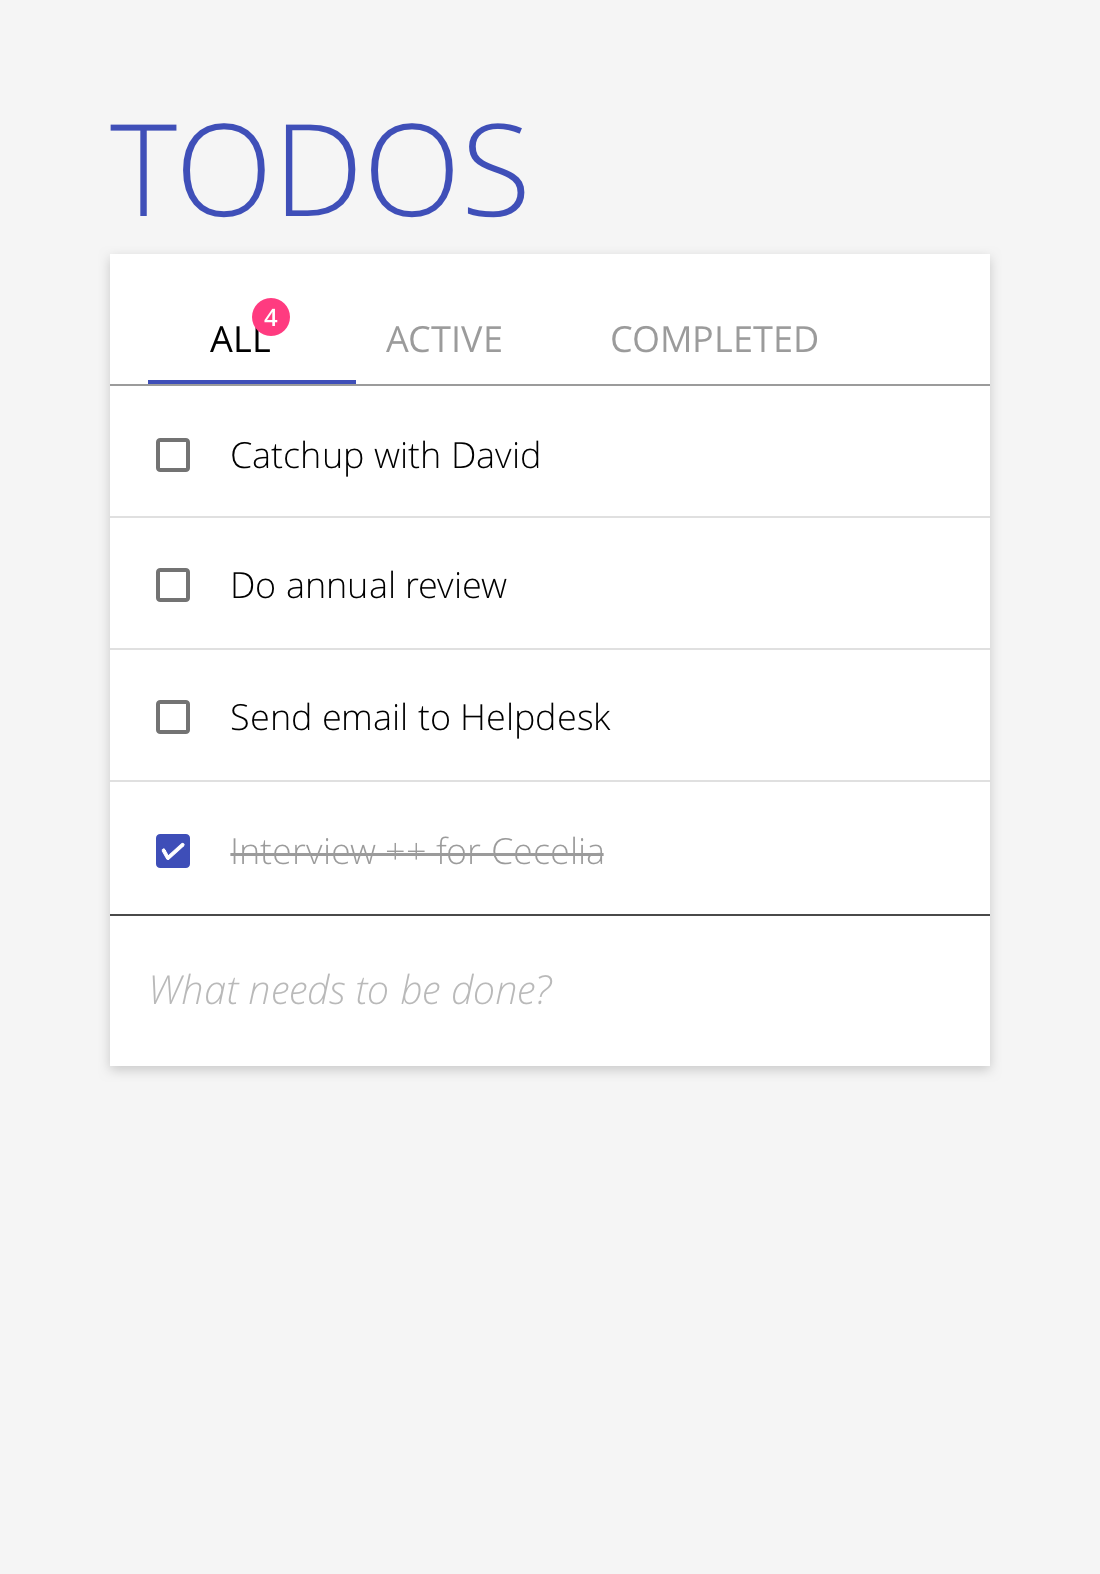 TODOS
ALL 4 ACTIVE COMPLETED
Catchup with David
Do annual review
Send email to Helpdesk
Interview ++ for Cecelia
What needs to be done?